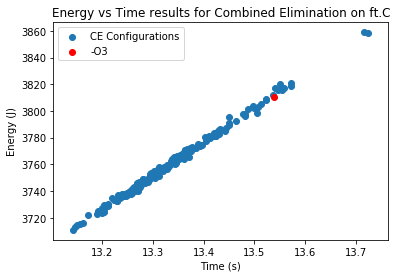 Energy vs Time results for Combined Elimination on ft.C
CE Configurations
-O3
3860
3840
3820
3800
3780
3760
3740
3720
Energy (J)
13.2
13.3
13.4
13.5
13.6
13.7
Time (s)